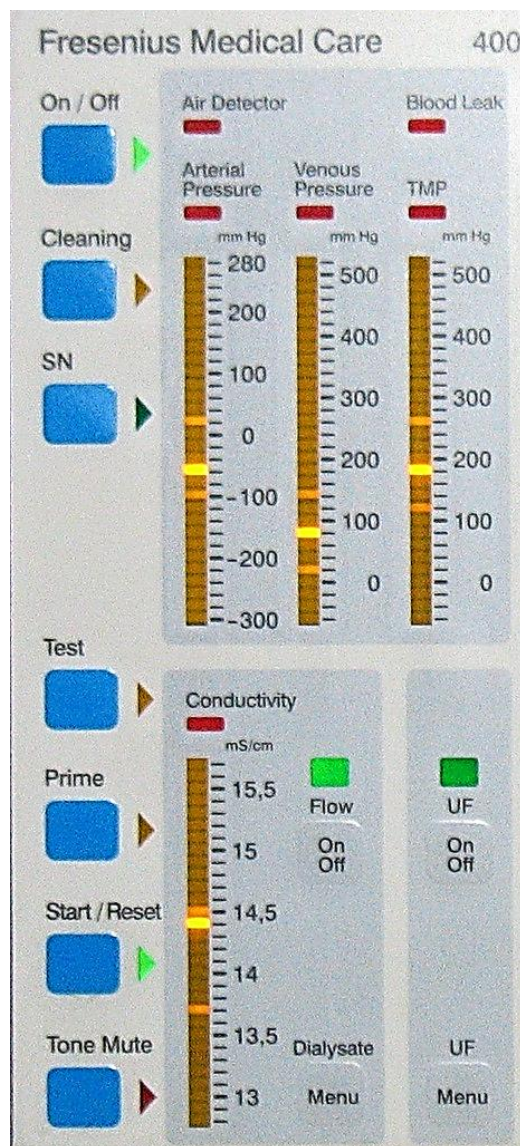 Fresenius Medical Care 400
On / Off
Air Detector
Blood Leak
Arterial
Pressure
Venous
Pressure
TMP
mm Hg
mm Hg
mm Hg
Cleaning
280
200
100
0
-100
-200
-300
500
400
300
200
100
0
500
400
300
200
100
0
SN
Test
Conductivity
mS/cm
15,5
15
14,5
14
13,5
13
Prime
Flow
On
Off
UF
On
Off
Start / Reset
Tone Mute
Dialysate
Menu
UF
Menu